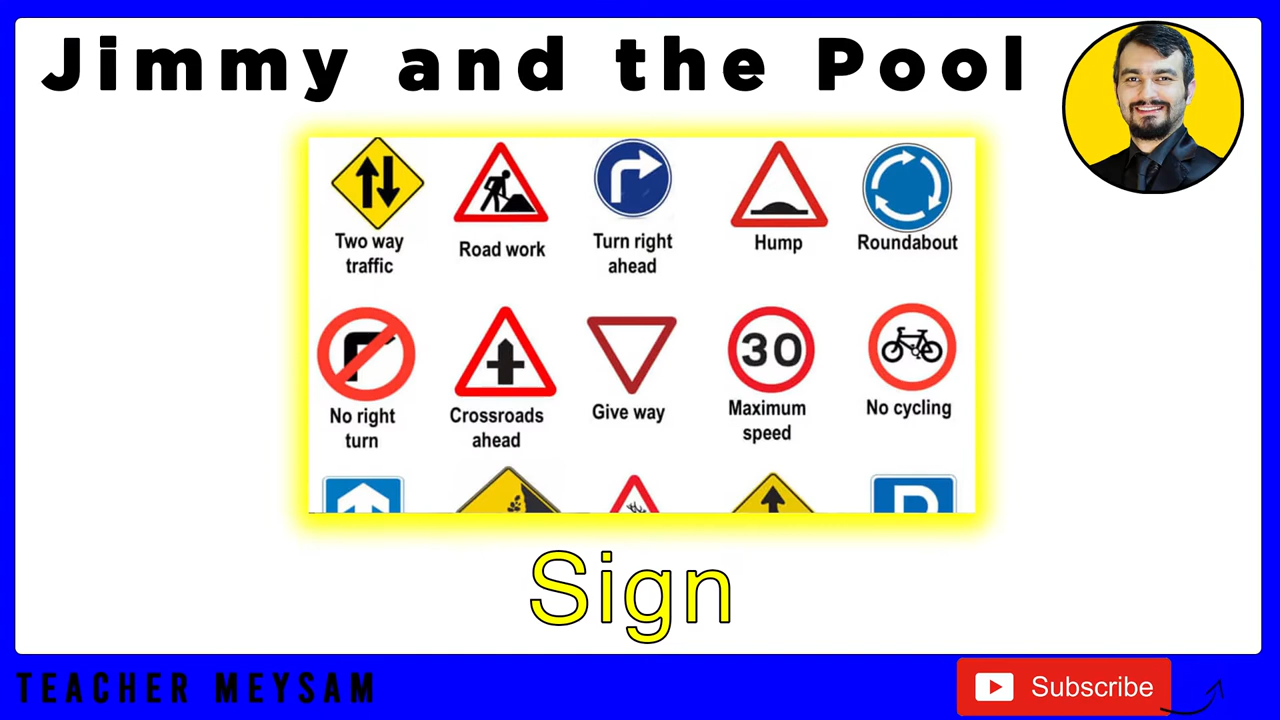 Jimmy and the Pool
Two way
traffic
Road work
Turn right
ahead
Hump
Roundabout
No right
turn
Crossroads
ahead
Give way
30
Maximum
speed
No cycling
P
Sign
TEACHER MEYSAM
Subscribe